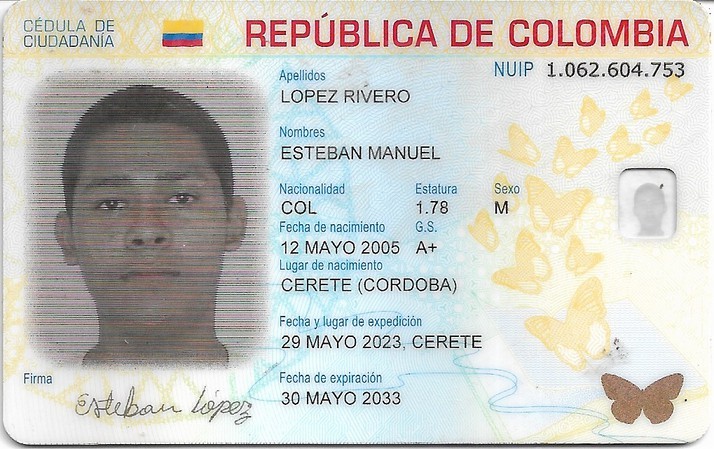 CÉDULA DE
CIUDADANÍA
REPÚBLICA DE COLOMBIA
NUIP 1.062.604.753
Apellidos
LOPEZ RIVERO
Nombres
ESTEBAN MANUEL
Nacionalidad Estatura Sexo
COL 1.78 M
Fecha de nacimiento G.S.
12 MAYO 2005 A+
Lugar de nacimiento
CERETE (CORDOBA)
Fecha y lugar de expedición
29 MAYO 2023, CERETE
Fecha de expiración
30 MAYO 2033
Firma
Esteban López